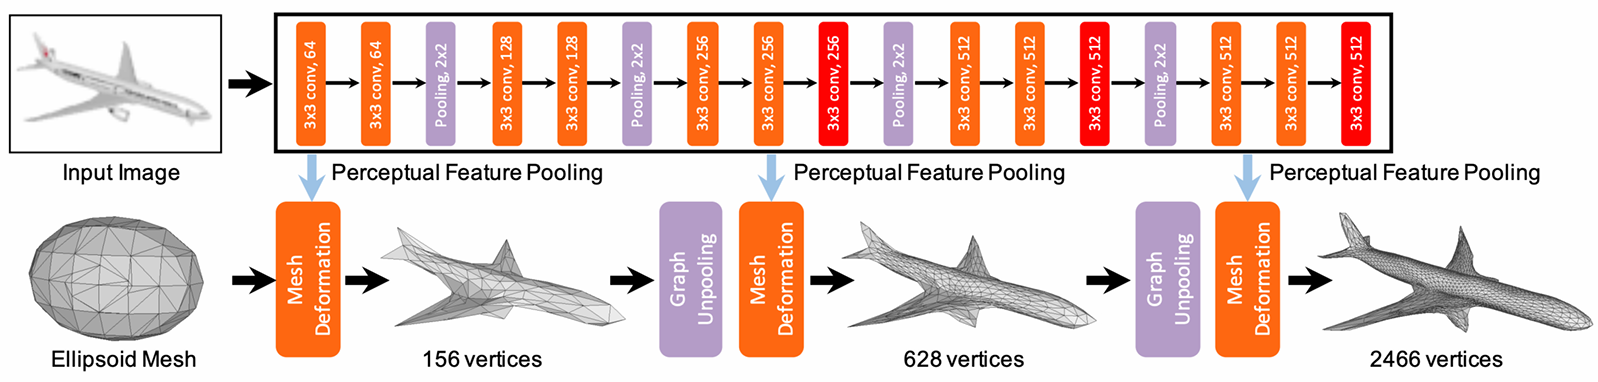 3x3 conv, 64
3x3 conv, 64
Pooling, 2x2
3x3 conv, 128
3x3 conv, 128
Pooling, 2x2
3x3 conv, 256
3x3 conv, 256
3x3 conv, 256
Pooling, 2x2
3x3 conv, 512
3x3 conv, 512
3x3 conv, 512
Pooling, 2x2
3x3 conv, 512
3x3 conv, 512
3x3 conv, 512
Input Image
Perceptual Feature Pooling
Perceptual Feature Pooling
Perceptual Feature Pooling
Mesh
Deformation
Graph
Unpooling
Mesh
Deformation
Graph
Unpooling
Mesh
Deformation
Ellipsoid Mesh
156 vertices
628 vertices
2466 vertices